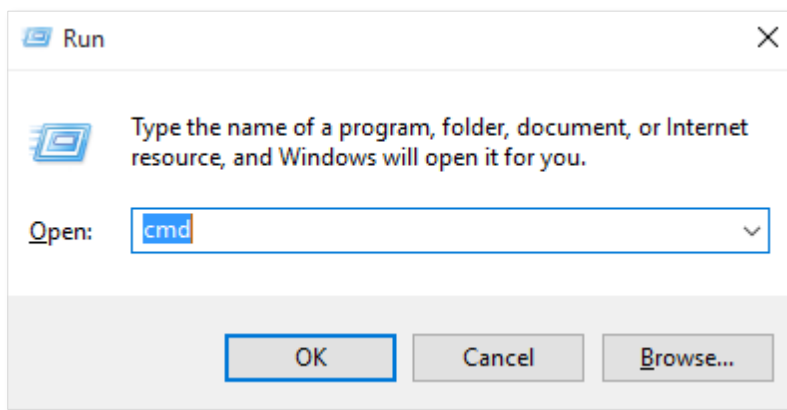 Run
Type the name of a program, folder, document, or Internet
resource, and Windows will open it for you.
Open: cmd
OK Cancel Browse...